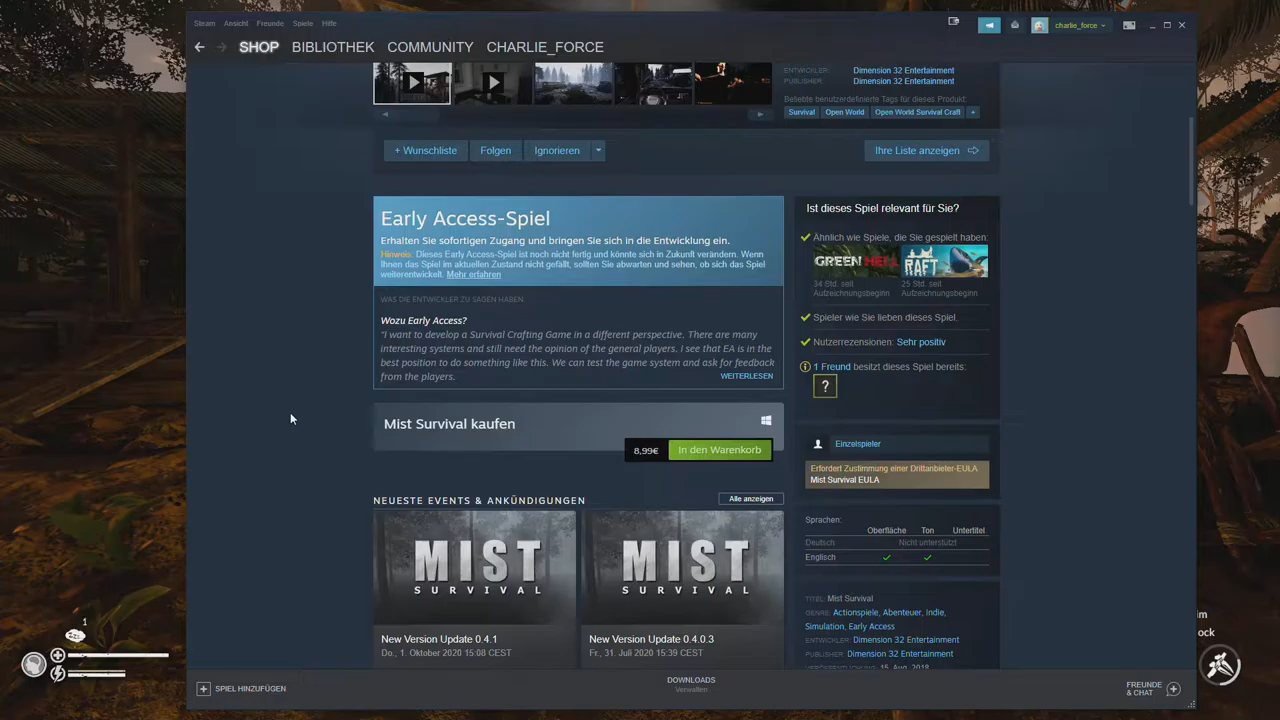 Steam Ansicht Freunde Spiele Hilfe
charlie_force
SHOP BIBLIOTHEK COMMUNITY CHARLIE_FORCE
ENTWICKLER: Dimension 32 Entertainment
PUBLISHER: Dimension 32 Entertainment
Beliebte benutzerdefinierte Tags für dieses Produkt:
Survival Open World Open World Survival Craft +
+ Wunschliste Folgen Ignorieren
Ihre Liste anzeigen
Early Access-Spiel
Erhalten Sie sofortigen Zugang und bringen Sie sich in die Entwicklung ein.
Hinweis: Dieses Early Access-Spiel ist noch nicht fertig und könnte sich in Zukunft verändern. Wenn
Ihnen das Spiel im aktuellen Zustand nicht gefällt, sollten Sie abwarten und sehen, ob sich das Spiel
weiterentwickelt. Mehr erfahren
WAS DIE ENTWICKLER ZU SAGEN HABEN:
Wozu Early Access?
"I want to develop a Survival Crafting Game in a different perspective. There are many
interesting systems and still need the opinion of the general players. I see that EA is in the
best position to do something like this. We can test the game system and ask for feedback
from the players.
WEITERLESEN
Mist Survival kaufen
8,99€ In den Warenkorb
NEUESTE EVENTS & ANKÜNDIGUNGEN
Alle anzeigen
MIST
SURVIVAL
New Version Update 0.4.1
Do., 1. Oktober 2020 15:08 CEST
MIST
SURVIVAL
New Version Update 0.4.0.3
Fr., 31. Juli 2020 15:39 CEST
Ist dieses Spiel relevant für Sie?
Ähnlich wie Spiele, die Sie gespielt haben:
GREEN HELL
RAFT
34 Std. seit
Aufzeichnungsbeginn
25 Std. seit
Aufzeichnungsbeginn
Spieler wie Sie lieben dieses Spiel.
Nutzerrezensionen: Sehr positiv
1 Freund besitzt dieses Spiel bereits:
?
Einzelspieler
Erfordert Zustimmung einer Drittanbieter-EULA
Mist Survival EULA
Sprachen:
Oberfläche Ton Untertitel
Deutsch Nicht unterstützt
Englisch
TITEL: Mist Survival
GENRE: Actionspiele, Abenteuer, Indie,
Simulation, Early Access
ENTWICKLER: Dimension 32 Entertainment
PUBLISHER: Dimension 32 Entertainment
VERÖFFENTLICHUNG: 15. Aug. 2018
SPIEL HINZUFÜGEN
DOWNLOADS
Verwalten
FREUNDE
& CHAT
1